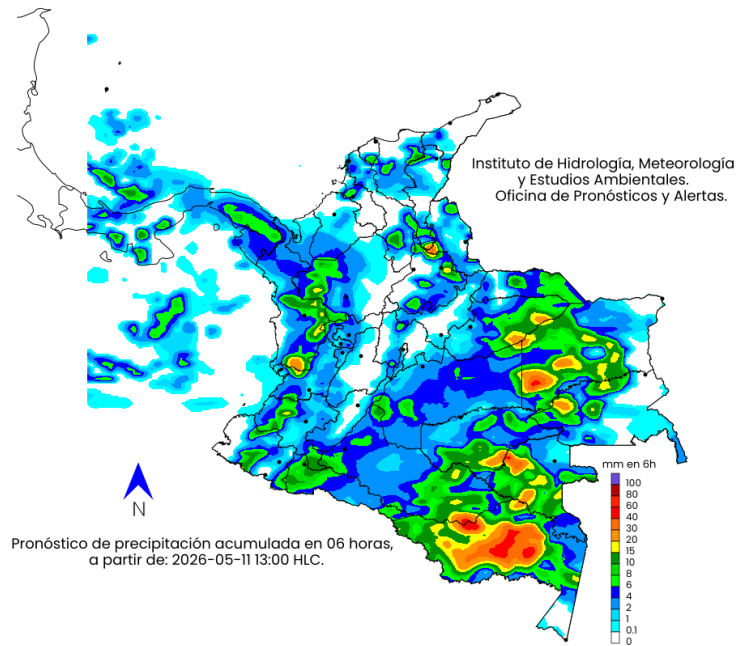 Instituto de Hidrología, Meteorología
y Estudios Ambientales.
Oficina de Pronósticos y Alertas.
mm en 6h
100
80
60
40
30
20
15
10
8
6
4
2
1
0.1
0
N
Pronóstico de precipitación acumulada en 06 horas,
a partir de: 2026-05-11 13:00 HLC.